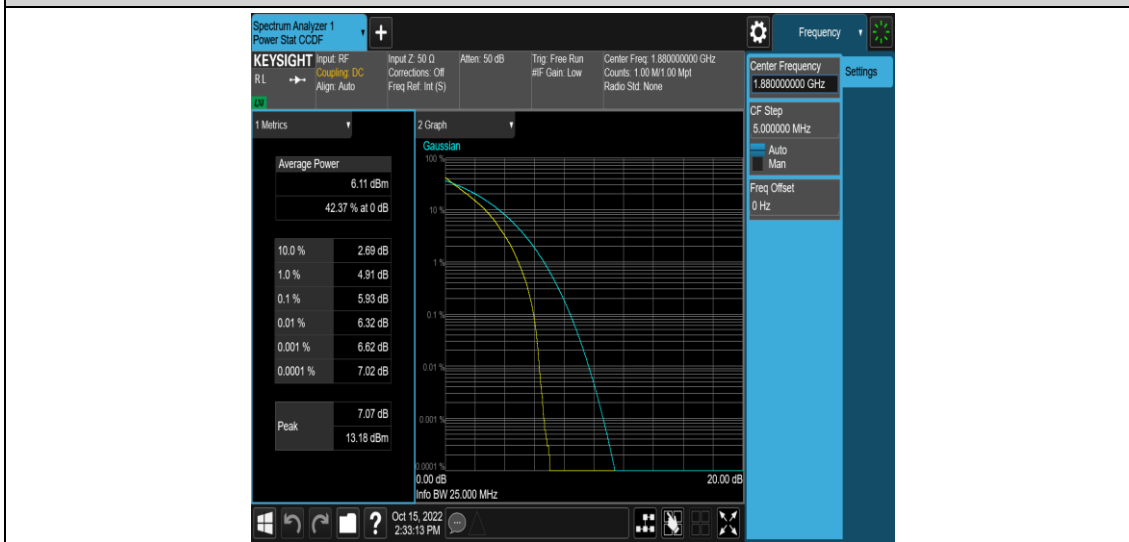 Spectrum Analyzer 1
Power Stat CCDF
+
Frequency
KEYSIGHT
RL
LXI
Input: RF
Coupling: DC
Align: Auto
Input Z: 50 Ω
Corrections: Off
Freq Ref: Int (S)
Atten: 50 dB
Trig: Free Run
#IF Gain: Low
Center Freq: 1.880000000 GHz
Counts: 1.00 M/1.00 Mpt
Radio Std: None
Center Frequency
1.880000000 GHz
Settings
CF Step
5.000000 MHz
Auto
Man
Freq Offset
0 Hz
1 Metrics
Average Power
6.11 dBm
42.37 % at 0 dB
10.0 % 2.69 dB
1.0 % 4.91 dB
0.1 % 5.93 dB
0.01 % 6.32 dB
0.001 % 6.62 dB
0.0001 % 7.02 dB
Peak
7.07 dB
13.18 dBm
2 Graph
Gaussian
100 %
10 %
1 %
0.1 %
0.01 %
0.001 %
0.0001 %
0.00 dB 20.00 dB
Info BW 25.000 MHz
?
Oct 15, 2022
2:33:13 PM